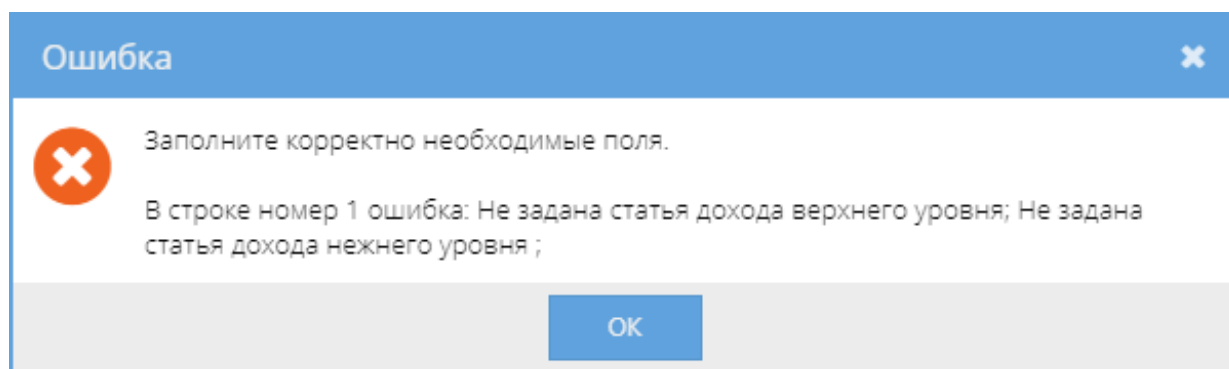 Ошибка
Заполните корректно необходимые поля.
В строке номер 1 ошибка: Не задана статья дохода верхнего уровня; Не задана
статья дохода нежнего уровня ;
ОК